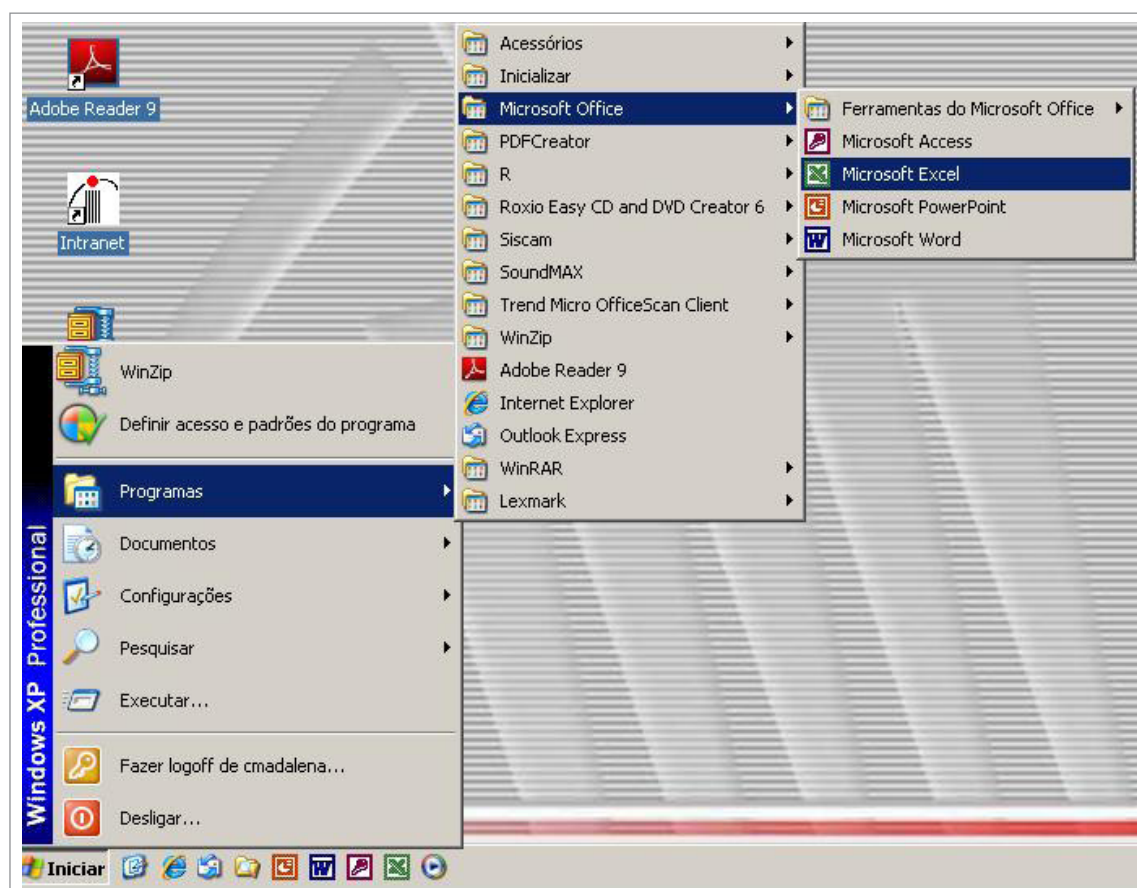 Adobe Reader 9
Intranet
WinZip
Definir acesso e padrões do programa
Programas
Documentos
Configurações
Pesquisar
Executar...
Fazer logoff de cmadalena...
Desligar...
Windows XP Professional
Iniciar
Acessórios
Inicializar
Microsoft Office
PDFCreator
R
Roxio Easy CD and DVD Creator 6
Siscam
SoundMAX
Trend Micro OfficeScan Client
WinZip
Adobe Reader 9
Internet Explorer
Outlook Express
WinRAR
Lexmark
Ferramentas do Microsoft Office
Microsoft Access
Microsoft Excel
Microsoft PowerPoint
Microsoft Word